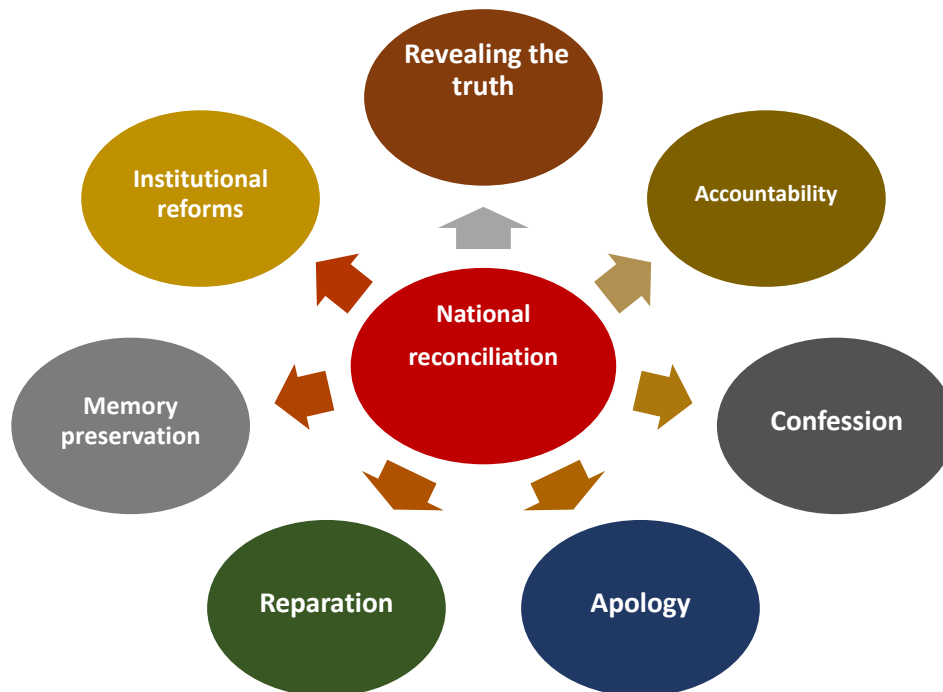 Revealing the
truth
Institutional
reforms
Accountability
National
reconciliation
Memory
preservation
Confession
Reparation
Apology